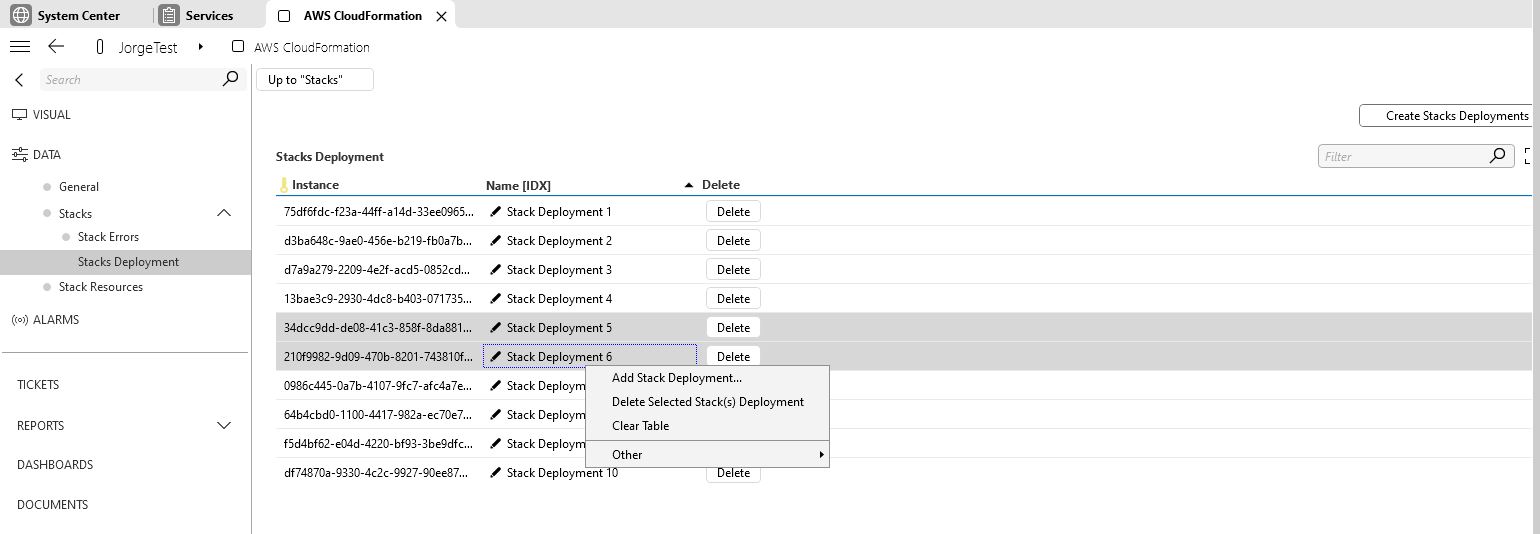 System Center
Services
AWS CloudFormation
JorgeTest
AWS CloudFormation
Search
Up to "Stacks"
VISUAL
Create Stacks Deployments
DATA
Stacks Deployment
Filter
General
Instance Name [IDX] Delete
Stacks
75df6fdc-f23a-44ff-a14d-33ee0965... Stack Deployment 1 Delete
Stack Errors
d3ba648c-9ae0-456e-b219-fb0a7b... Stack Deployment 2 Delete
Stacks Deployment
d7a9a279-2209-4e2f-acd5-0852cd... Stack Deployment 3 Delete
Stack Resources
13bae3c9-2930-4dc8-b403-071735... Stack Deployment 4 Delete
ALARMS
34dcc9dd-de08-41c3-858f-8da881... Stack Deployment 5 Delete
210f9982-9d09-470b-8201-743810f... Stack Deployment 6 Delete
Add Stack Deployment...
TICKETS
0986c445-0a7b-4107-9fc7-afc4a7e... Stack Deploym
Delete Selected Stack(s) Deployment
64b4cbd0-1100-4417-982a-ec70e7... Stack Deploym
REPORTS
Clear Table
f5d4bf62-e04d-4220-bf93-3be9dfc... Stack Deploym
Other
DASHBOARDS
df74870a-9330-4c2c-9927-90ee87... Stack Deployment 10 Delete
DOCUMENTS